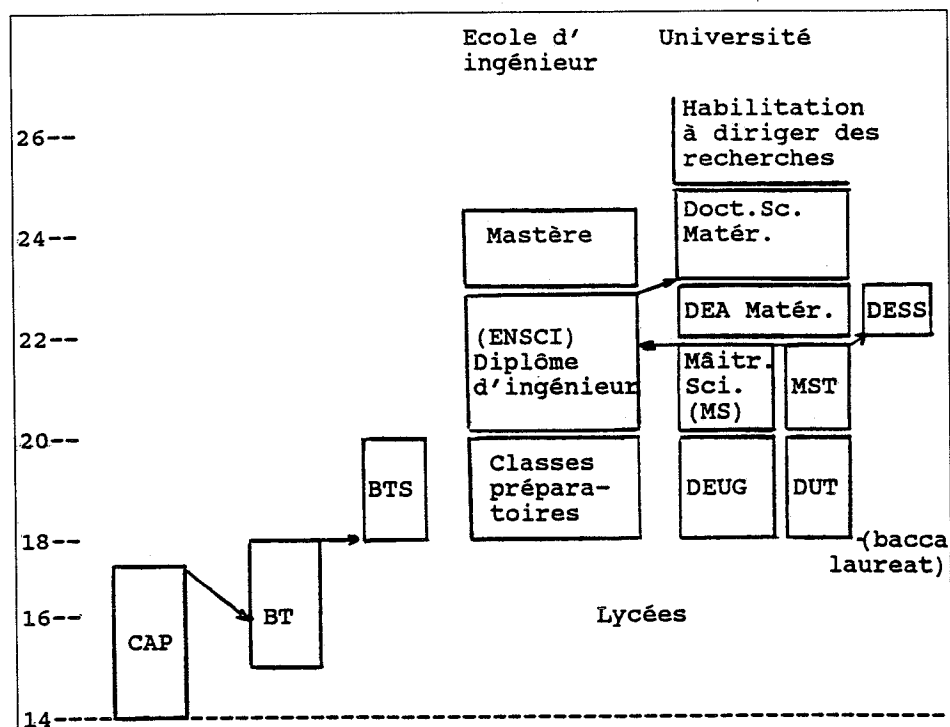 Ecole d'
ingénieur
Université
26--
Habilitation
à diriger des
recherches
24--
Mastère
Doct.Sc.
Matér.
22--
(ENSCI)
Diplôme
d'ingénieur
DEA Matér.
DESS
Mâitr.
Sci.
(MS)
MST
20--
BTS
Classes
prépara-
toires
DEUG
DUT
18--
(bacca
laureat)
16--
BT
Lycées
CAP
14--